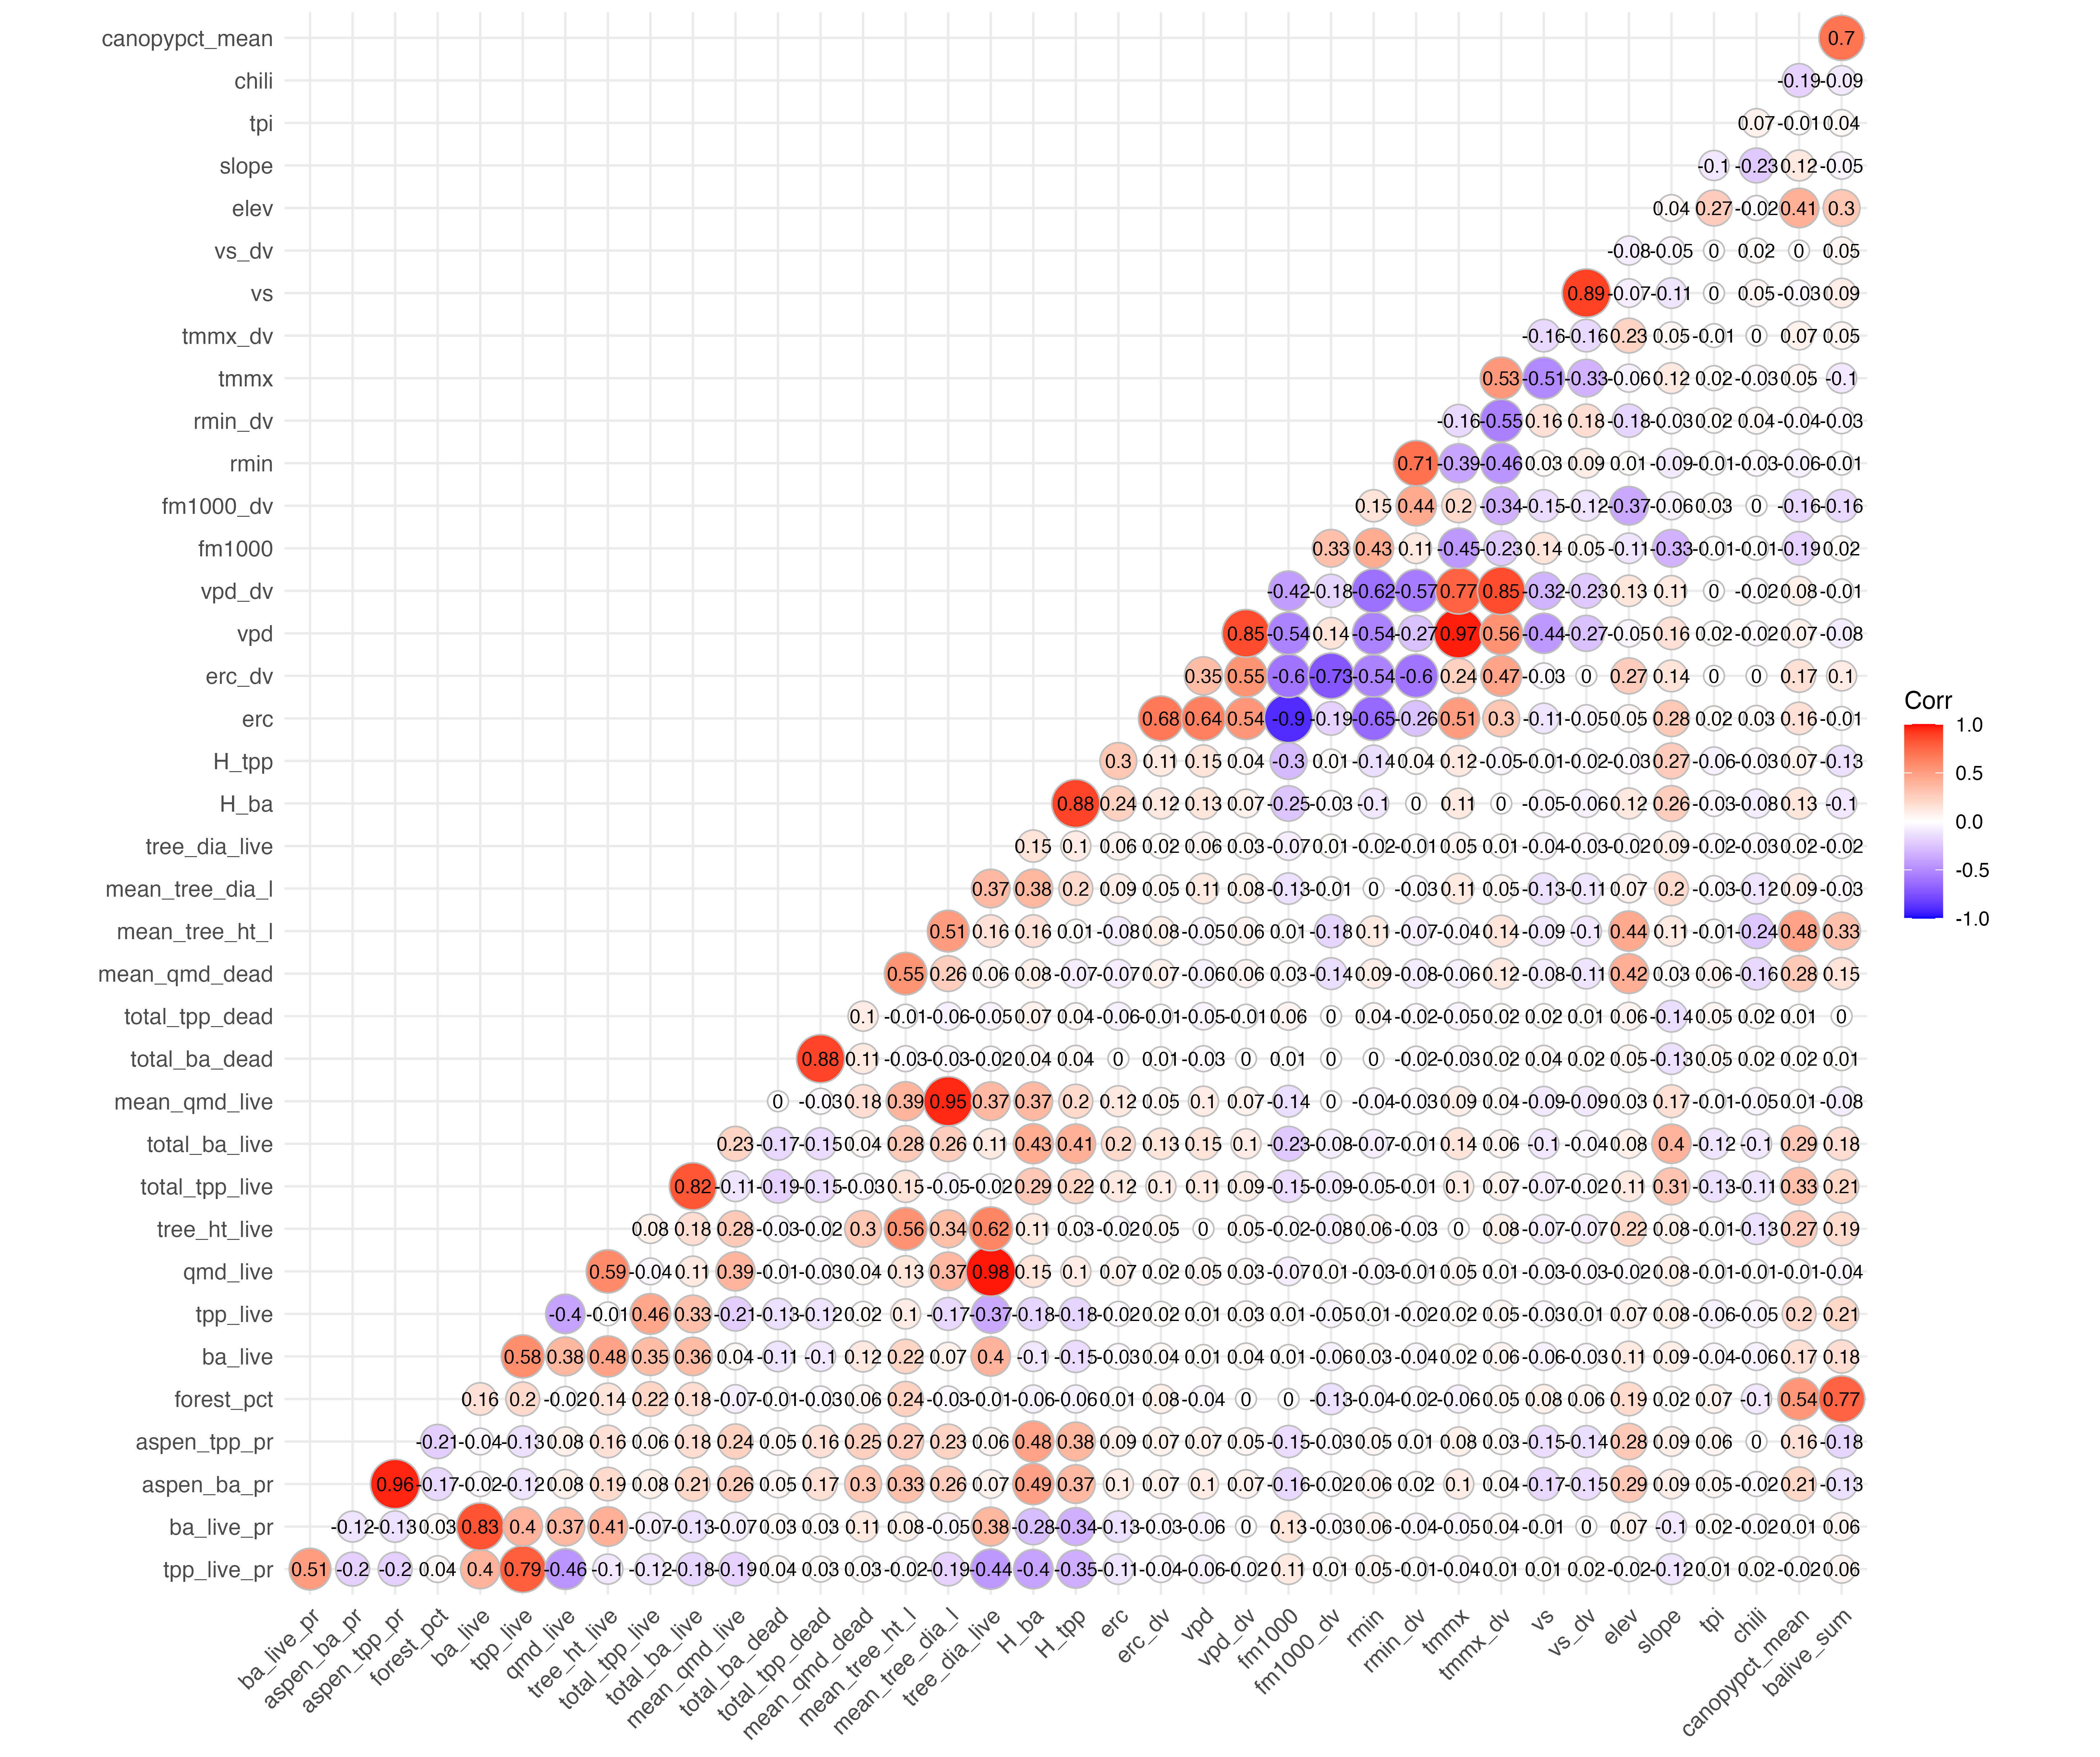 canopypct_mean 0.7
chili -0.19 -0.09
tpi 0.07 -0.01 0.04
slope -0.1 -0.23 0.12 -0.05
elev 0.04 0.27 -0.02 0.41 0.3
vs_dv -0.08 -0.05 0 0.02 0 0.05
vs 0.89 -0.07 -0.11 0 0.05 -0.03 0.09
tmmx_dv -0.16 -0.16 0.23 0.05 -0.01 0 0.07 0.05
tmmx 0.53 -0.51 -0.33 -0.06 0.12 0.02 -0.03 0.05 -0.1
rmin_dv -0.16 -0.55 0.16 0.18 -0.18 -0.03 0.02 0.04 -0.04 -0.03
rmin 0.71 -0.39 -0.46 0.03 0.09 0.01 -0.09 -0.01 -0.03 -0.06 -0.01
fm1000_dv 0.15 0.44 0.2 -0.34 -0.15 -0.12 -0.37 -0.06 0.03 0 -0.16 -0.16
fm1000 0.33 0.43 0.11 -0.45 -0.23 0.14 0.05 -0.11 -0.33 -0.01 -0.01 -0.19 0.02
vpd_dv -0.42 -0.18 -0.62 -0.57 0.77 0.85 -0.32 -0.23 0.13 0.11 0 -0.02 0.08 -0.01
vpd 0.85 -0.54 0.14 -0.54 -0.27 0.97 0.56 -0.44 -0.27 -0.05 0.16 0.02 -0.02 0.07 -0.08
erc_dv 0.35 0.55 -0.6 -0.73 -0.54 -0.6 0.24 0.47 -0.03 0 0.27 0.14 0 0 0.17 0.1
erc 0.68 0.64 0.54 -0.9 -0.19 -0.65 -0.26 0.51 0.3 -0.11 -0.05 0.05 0.28 0.02 0.03 0.16 -0.01
H_tpp 0.3 0.11 0.15 0.04 -0.3 0.01 -0.14 0.04 0.12 -0.05 -0.01 -0.02 -0.03 0.27 -0.06 -0.03 0.07 -0.13
H_ba 0.88 0.24 0.12 0.13 0.07 -0.25 -0.03 -0.1 0 0.11 0 -0.05 -0.06 0.12 0.26 -0.03 -0.08 0.13 -0.1
tree_dia_live 0.15 0.1 0.06 0.02 0.06 0.03 -0.07 0.01 -0.02 -0.01 0.05 0.01 -0.04 -0.03 -0.02 0.09 -0.02 -0.03 0.02 -0.02
mean_tree_dia_l 0.37 0.38 0.2 0.09 0.05 0.11 0.08 -0.13 -0.01 0 -0.03 0.11 0.05 -0.13 -0.11 0.07 0.2 -0.03 -0.12 0.09 -0.03
mean_tree_ht_l 0.51 0.16 0.16 0.01 -0.08 0.08 -0.05 0.06 0.01 -0.18 0.11 -0.07 -0.04 0.14 -0.09 -0.1 0.44 0.11 -0.01 -0.24 0.48 0.33
mean_qmd_dead 0.55 0.26 0.06 0.08 -0.07 -0.07 0.07 -0.06 0.06 0.03 -0.14 0.09 -0.08 -0.06 0.12 -0.08 -0.11 0.42 0.03 0.06 -0.16 0.28 0.15
total_tpp_dead 0.1 -0.01 -0.06 -0.05 0.07 0.04 -0.06 -0.01 -0.05 -0.01 0.06 0 0.04 -0.02 -0.05 0.02 0.02 0.01 0.06 -0.14 0.05 0.02 0.01 0
total_ba_dead 0.88 0.11 -0.03 -0.03 -0.02 0.04 0.04 0 0.01 -0.03 0 0.01 0 0 -0.02 -0.03 0.02 0.04 0.02 0.05 -0.13 0.05 0.02 0.02 0.01
mean_qmd_live 0 -0.03 0.18 0.39 0.95 0.37 0.37 0.2 0.12 0.05 0.1 0.07 -0.14 0 -0.04 -0.03 0.09 0.04 -0.09 -0.09 0.03 0.17 -0.01 -0.05 0.01 -0.08
total_ba_live 0.23 -0.17 -0.15 0.04 0.28 0.26 0.11 0.43 0.41 0.2 0.13 0.15 0.1 -0.23 -0.08 -0.07 -0.01 0.14 0.06 -0.1 -0.04 0.08 0.4 -0.12 -0.1 0.29 0.18
total_tpp_live 0.82 -0.11 -0.19 -0.15 -0.03 0.15 -0.05 -0.02 0.29 0.22 0.12 0.1 0.11 0.09 -0.15 -0.09 -0.05 -0.01 0.1 0.07 -0.07 -0.02 0.11 0.31 -0.13 -0.11 0.33 0.21
tree_ht_live 0.08 0.18 0.28 -0.03 -0.02 0.3 0.56 0.34 0.62 0.11 0.03 -0.02 0.05 0 0.05 -0.02 -0.08 0.06 -0.03 0 0.08 -0.07 -0.07 0.22 0.08 -0.01 -0.13 0.27 0.19
qmd_live 0.59 -0.04 0.11 0.39 -0.01 -0.03 0.04 0.13 0.37 0.98 0.15 0.1 0.07 0.02 0.05 0.03 -0.07 0.01 -0.03 -0.01 0.05 0.01 -0.03 -0.03 -0.02 0.08 -0.01 -0.01 -0.01 -0.04
tpp_live -0.4 -0.01 0.46 0.33 -0.21 -0.13 -0.12 0.02 0.1 -0.17 -0.37 -0.18 -0.18 -0.02 0.02 0.01 0.03 0.01 -0.05 0.01 -0.02 0.02 0.05 -0.03 0.01 0.07 0.08 -0.06 -0.05 0.2 0.21
ba_live 0.58 0.38 0.48 0.35 0.36 0.04 -0.11 -0.1 0.12 0.22 0.07 0.4 -0.1 -0.15 -0.03 0.04 0.01 0.04 0.01 -0.06 0.03 -0.04 0.02 0.06 -0.06 -0.03 0.11 0.09 -0.04 -0.06 0.17 0.18
forest_pct 0.16 0.2 -0.02 0.14 0.22 0.18 -0.07 -0.01 -0.03 0.06 0.24 -0.03 -0.01 -0.06 -0.06 0.01 0.08 -0.04 0 0 -0.13 -0.04 -0.02 -0.06 0.05 0.08 0.06 0.19 0.02 0.07 -0.1 0.54 0.77
aspen_tpp_pr -0.21 -0.04 -0.13 0.08 0.16 0.06 0.18 0.24 0.05 0.16 0.25 0.27 0.23 0.06 0.48 0.38 0.09 0.07 0.07 0.05 -0.15 -0.03 0.05 0.01 0.08 0.03 -0.15 -0.14 0.28 0.09 0.06 0 0.16 -0.18
aspen_ba_pr 0.96 -0.17 -0.02 -0.12 0.08 0.19 0.08 0.21 0.26 0.05 0.17 0.3 0.33 0.26 0.07 0.49 0.37 0.1 0.07 0.1 0.07 -0.16 -0.02 0.06 0.02 0.1 0.04 -0.17 -0.15 0.29 0.09 0.05 -0.02 0.21 -0.13
ba_live_pr -0.12 -0.13 0.03 0.83 0.4 0.37 0.41 -0.07 -0.13 -0.07 0.03 0.03 0.11 0.08 -0.05 0.38 -0.28 -0.34 -0.13 -0.03 -0.06 0 0.13 -0.03 0.06 -0.04 -0.05 0.04 -0.01 0 0.07 -0.1 0.02 -0.02 0.01 0.06
tpp_live_pr 0.51 -0.2 -0.2 0.04 0.4 0.79 -0.46 -0.1 -0.12 -0.18 -0.19 0.04 0.03 0.03 -0.02 -0.19 -0.44 -0.4 -0.35 -0.11 -0.04 -0.06 -0.02 0.11 0.01 0.05 -0.01 -0.04 0.01 0.01 0.02 -0.02 -0.12 0.01 0.02 -0.02 0.06
ba_live_pr
aspen_ba_pr
aspen_tpp_pr
forest_pct
ba_live
tpp_live
qmd_live
tree_ht_live
total_tpp_live
total_ba_live
mean_qmd_live
total_ba_dead
total_tpp_dead
mean_qmd_dead
mean_tree_ht_l
mean_tree_dia_l
tree_dia_live
H_ba
H_tpp
erc
erc_dv
vpd
vpd_dv
fm1000
fm1000_dv
rmin
rmin_dv
tmmx
tmmx_dv
vs
vs_dv
elev
slope
tpi
chili
canopypct_mean
balive_sum
Corr
1.0
0.5
0.0
-0.5
-1.0